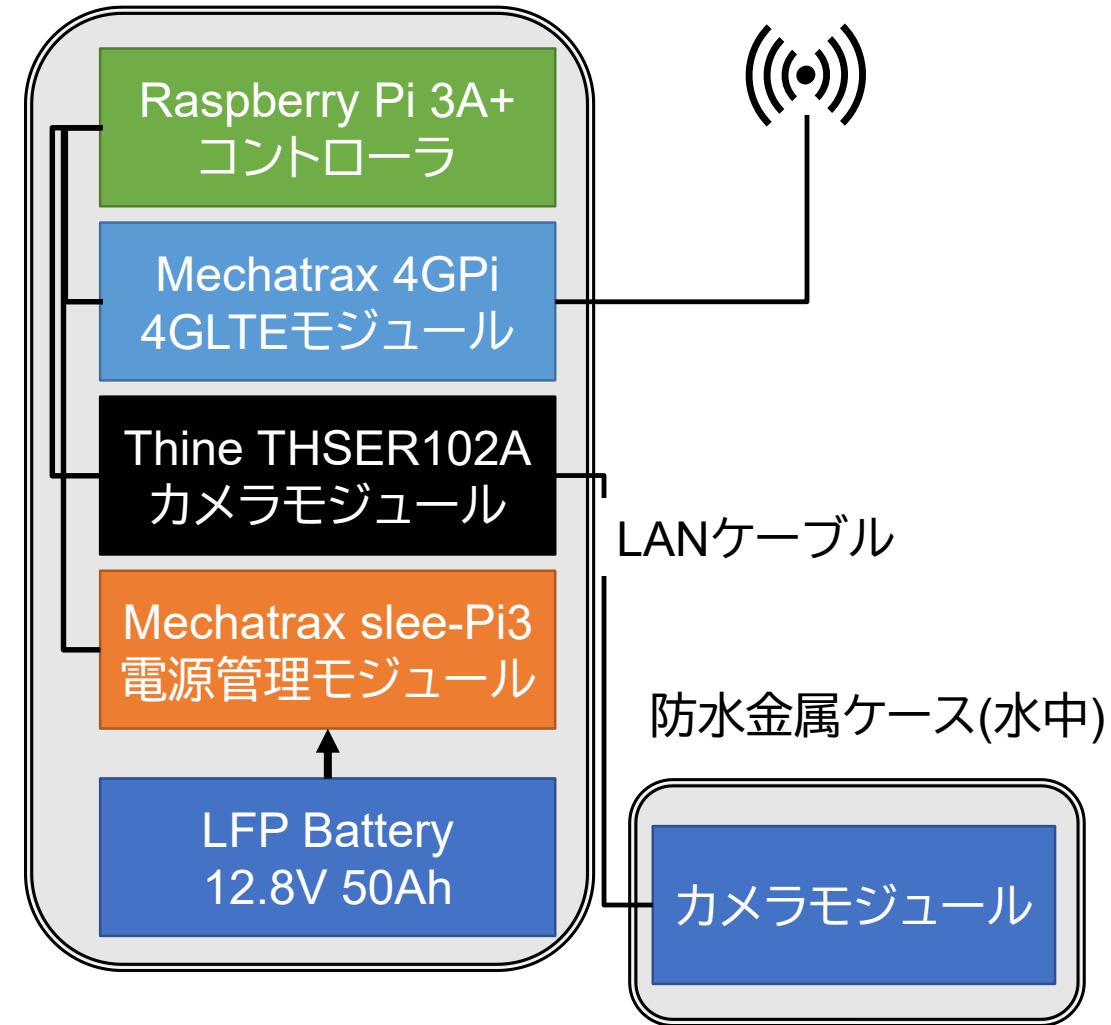 Raspberry Pi 3A+
コントローラ
Mechatrax 4GPi
4GLTEモジュール
Thine THSER102A
カメラモジュール
LANケーブル
Mechatrax slee-Pi3
電源管理モジュール
防水金属ケース(水中)
LFP Battery
12.8V 50Ah
カメラモジュール